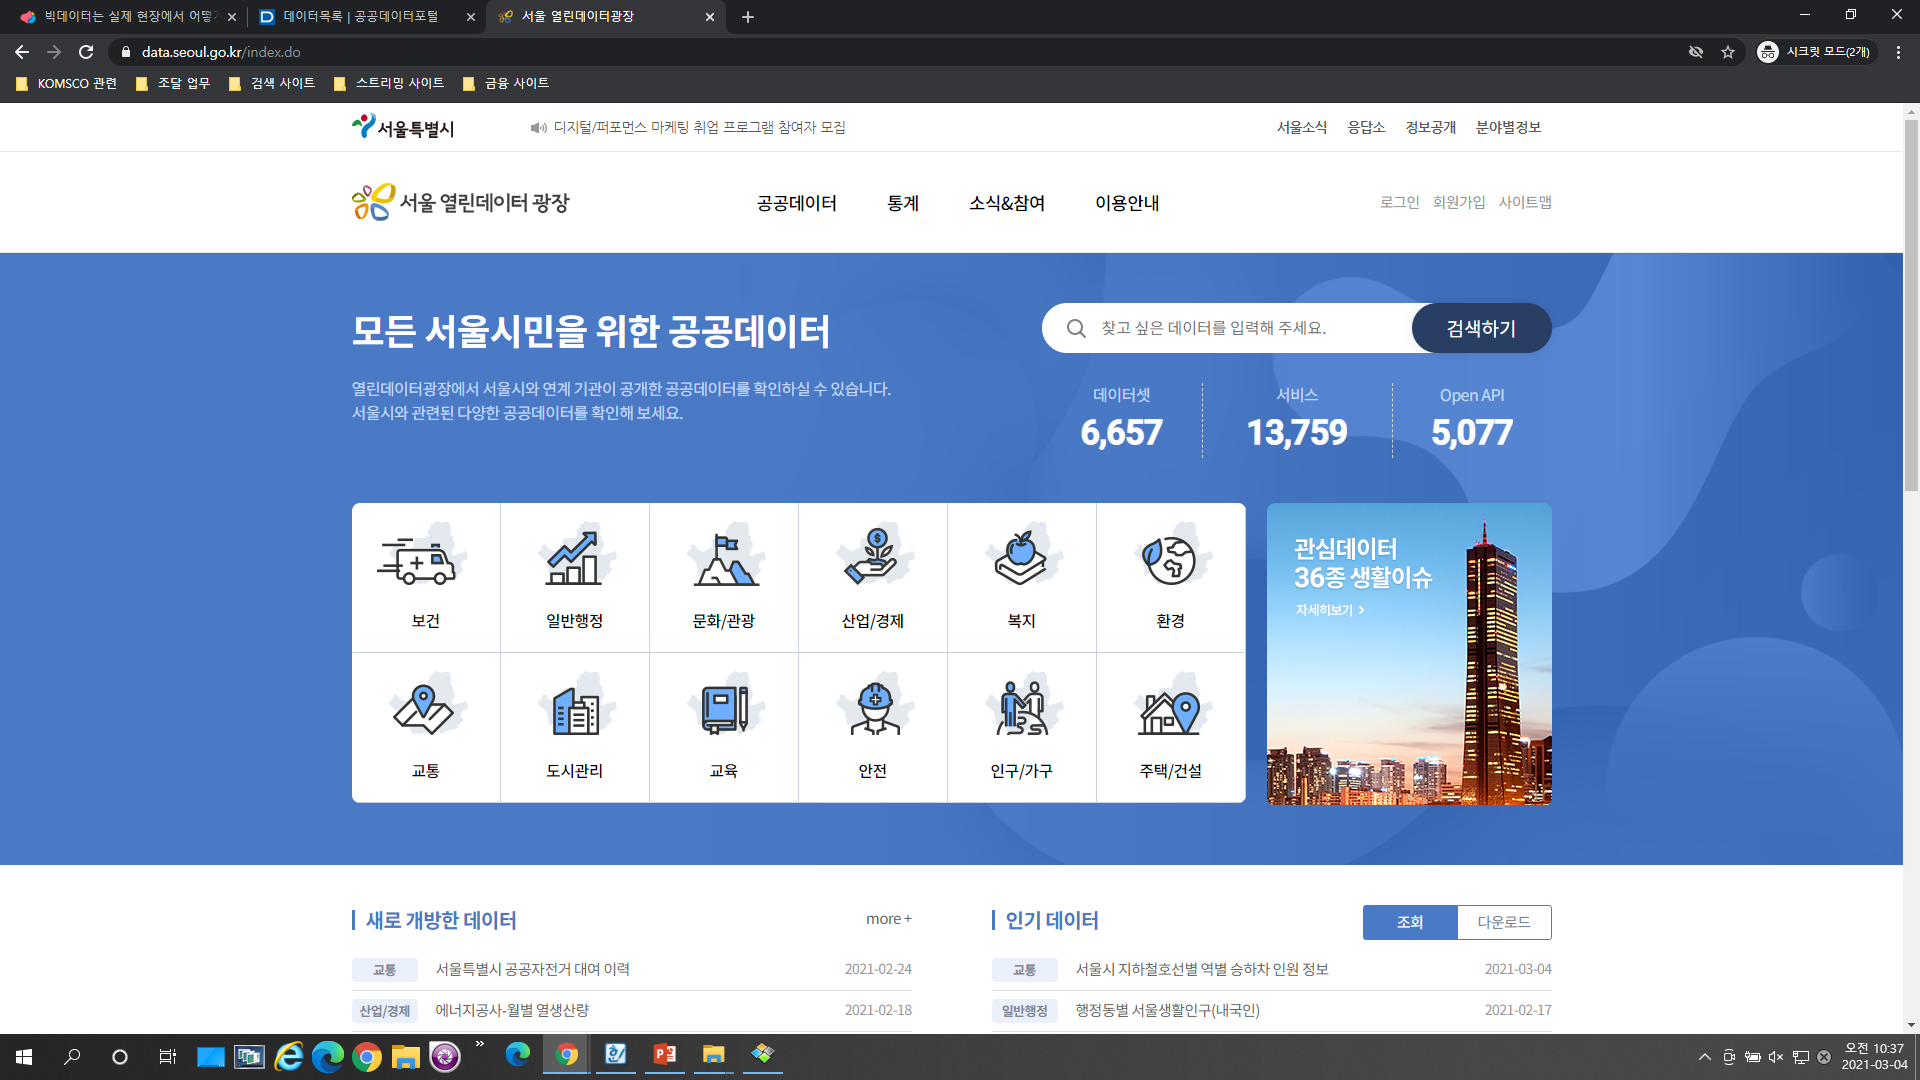 빅데이터는 실제 현장에서 어떻
데이터목록 | 공공데이터포털
서울 열린데이터광장
data.seoul.go.kr/index.do
시크릿 모드(2개)
KOMSCO 관련
조달 업무
검색 사이트
스트리밍 사이트
금융 사이트
서울특별시
디지털/퍼포먼스 마케팅 취업 프로그램 참여자 모집
서울소식 응답소 정보공개 분야별정보
서울 열린데이터 광장
공공데이터 통계 소식&참여 이용안내
로그인 회원가입 사이트맵
모든 서울시민을 위한 공공데이터
찾고 싶은 데이터를 입력해 주세요.
검색하기
열린데이터광장에서 서울시와 연계 기관이 공개한 공공데이터를 확인하실 수 있습니다.
서울시와 관련된 다양한 공공데이터를 확인해 보세요.
데이터셋 서비스 Open API
6,657 13,759 5,077
보건 일반행정 문화/관광 산업/경제 복지 환경
교통 도시관리 교육 안전 인구/가구 주택/건설
관심데이터
36종 생활이슈
자세히보기 >
새로 개방한 데이터 more +
교통 서울특별시 공공자전거 대여 이력 2021-02-24
산업/경제 에너지공사-월별 열생산량 2021-02-18
인기 데이터 조회 다운로드
교통 서울시 지하철호선별 역별 승하차 인원 정보 2021-03-04
일반행정 행정동별 서울생활인구(내국인) 2021-02-17
오전 10:37
2021-03-04